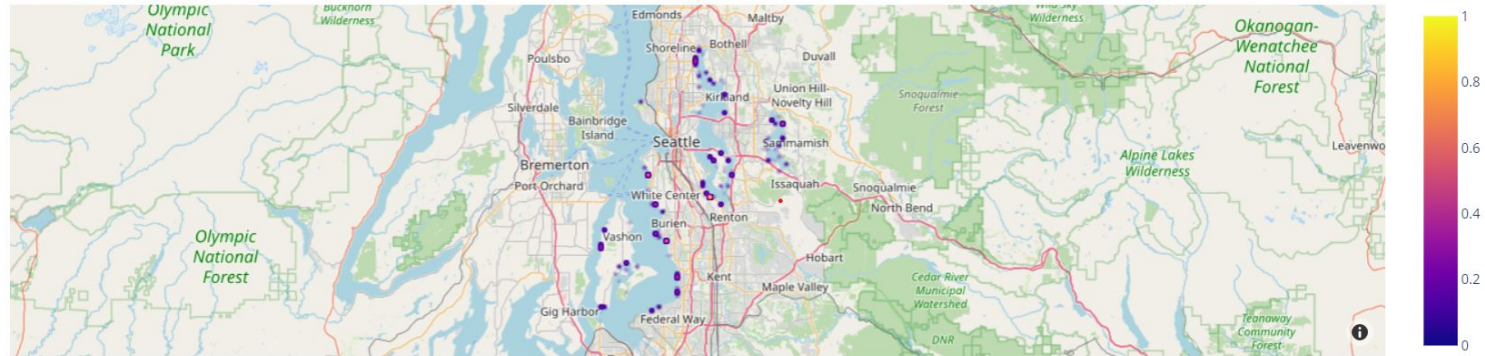 Olympic
National
Park
Buckhorn
Wilderness
Edmonds
Maltby
Wild Sky
Wilderness
Okanogan-
Wenatchee
National
Forest
Shoreline
Bothell
Poulsbo
Duvall
Silverdale
Kirkland
Union Hill-
Novelty Hill
Snoqualmie
Forest
Bainbridge
Island
Seattle
Sammamish
Leavenwo
Bremerton
Alpine Lakes
Wilderness
Port Orchard
White Center
Issaquah
Snoqualmie
North Bend
Renton
Burien
Olympic
National
Forest
Vashon
Hobart
Kent
Maple Valley
Cedar River
Municipal
Watershed
Gig Harbor
Federal Way
DNR
Teanaway
Community
Forest
i
1
0.8
0.6
0.4
0.2
0